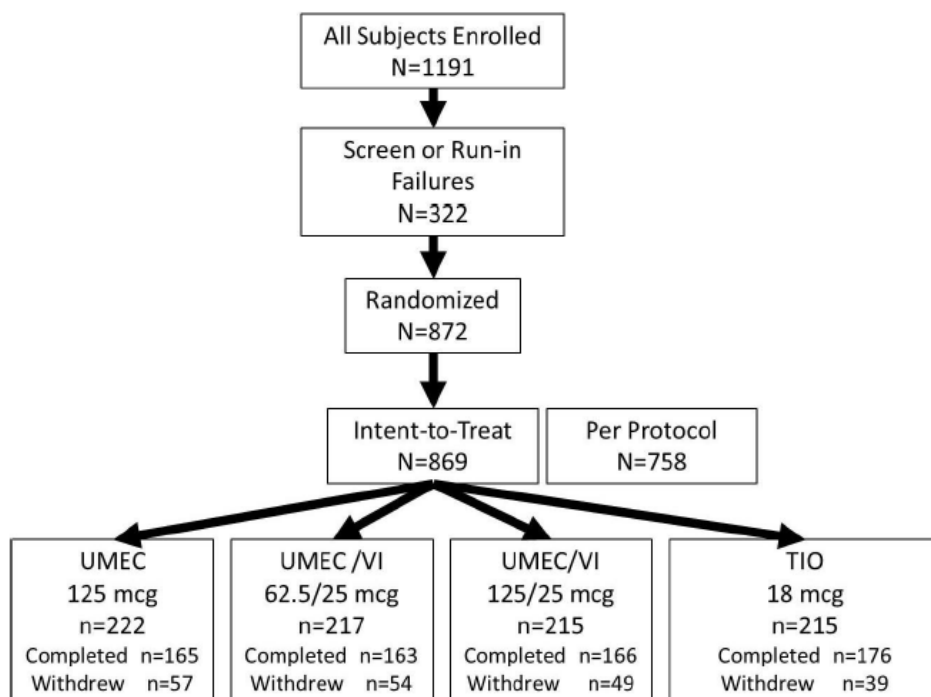 All Subjects Enrolled
N=1191
Screen or Run-in
Failures
N=322
Randomized
N=872
Intent-to-Treat
N=869
Per Protocol
N=758
UMEC
125 mcg
n=222
Completed n=165
Withdrew n=57
UMEC /VI
62.5/25 mcg
n=217
Completed n=163
Withdrew n=54
UMEC/VI
125/25 mcg
n=215
Completed n=166
Withdrew n=49
TIO
18 mcg
n=215
Completed n=176
Withdrew n=39